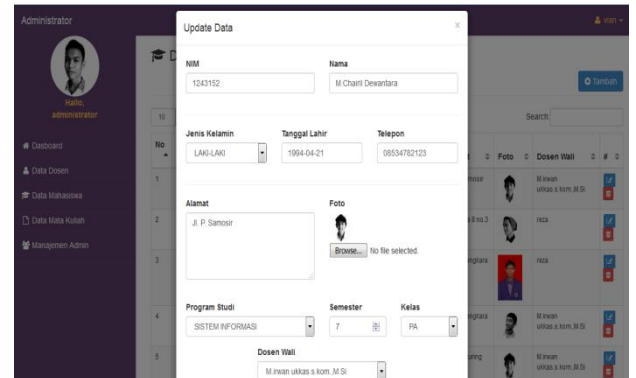 Administrator
vian
Update Data
x
NIM
Nama
1243152
M.Chairil Dewantara
Tambah
Hallo,
administrator
10
Search:
Jenis Kelamin
Tanggal Lahir
Telepon
LAKI-LAKI
1994-04-21
08534782123
Dasboard
Data Dosen
Data Mahasiswa
Data Mata Kuliah
Manajemen Admin
No
Foto
Dosen Wali
#
1
M.irwan
ukkas.s.kom.,M.Si
Alamat
Foto
Jl. P. Samosir
Browse...
No file selected.
2
reza
3
reza
Program Studi
Semester
Kelas
SISTEM INFORMASI
7
PA
4
M.irwan
ukkas.s.kom.,M.Si
Dosen Wali
M.irwan ukkas.s.kom.,M.Si
5
M.irwan
ukkas.s.kom.,M.Si